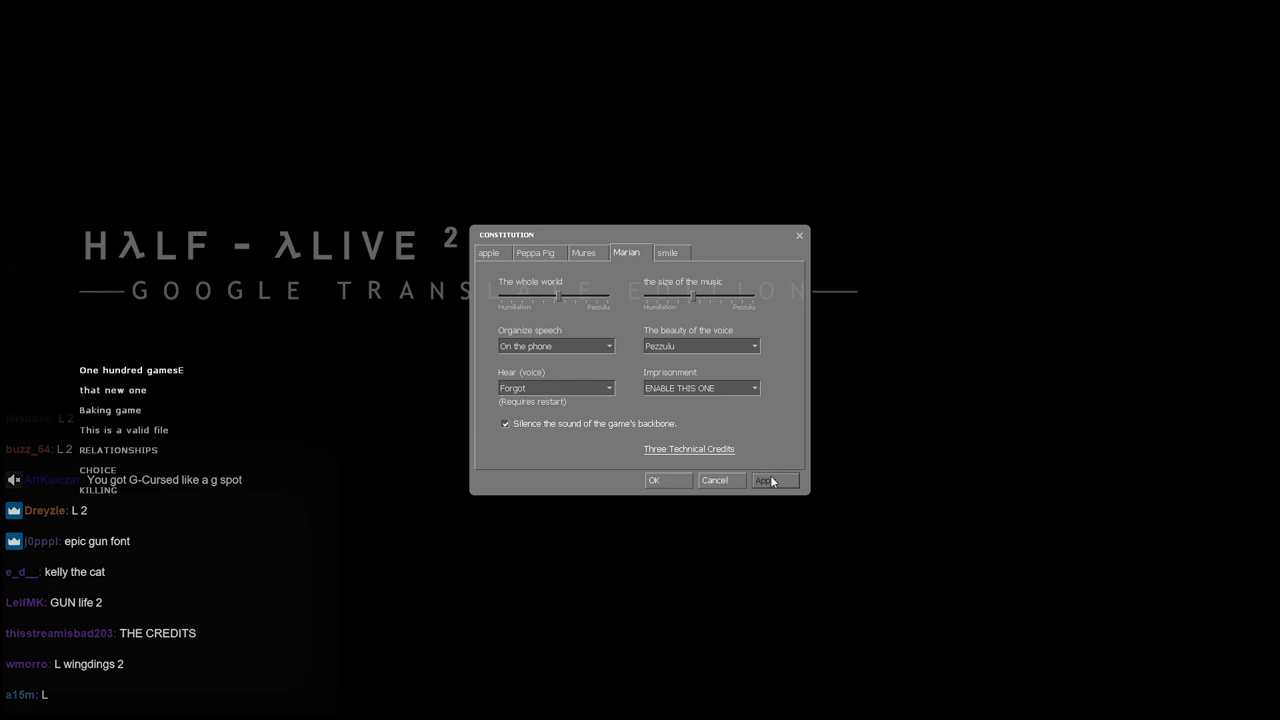 HλLF - λLIVE ²
GOOGLE TRANSLATE EDITION
One hundred gamesE
that new one
Baking game
This is a valid file
RELATIONSHIPS
CHOICE
KILLING
CONSTITUTION
apple
Peppa Pig
Mures
Marian
smile
The whole world
the size of the music
Humiliation
Pezzulu
Humiliation
Pezzulu
Organize speech
The beauty of the voice
On the phone
Pezzulu
Hear (voice)
Imprisonment
Forgot
ENABLE THIS ONE
(Requires restart)
Silence the sound of the game's backbone.
Three Technical Credits
OK
Cancel
L 2
buzz_64: L 2
You got G-Cursed like a g spot
Dreyzle: L 2
j0pppl: epic gun font
e_d__: kelly the cat
LeifMK: GUN life 2
thisstreamisbad203: THE CREDITS
wmorro: L wingdings 2
a15m: L